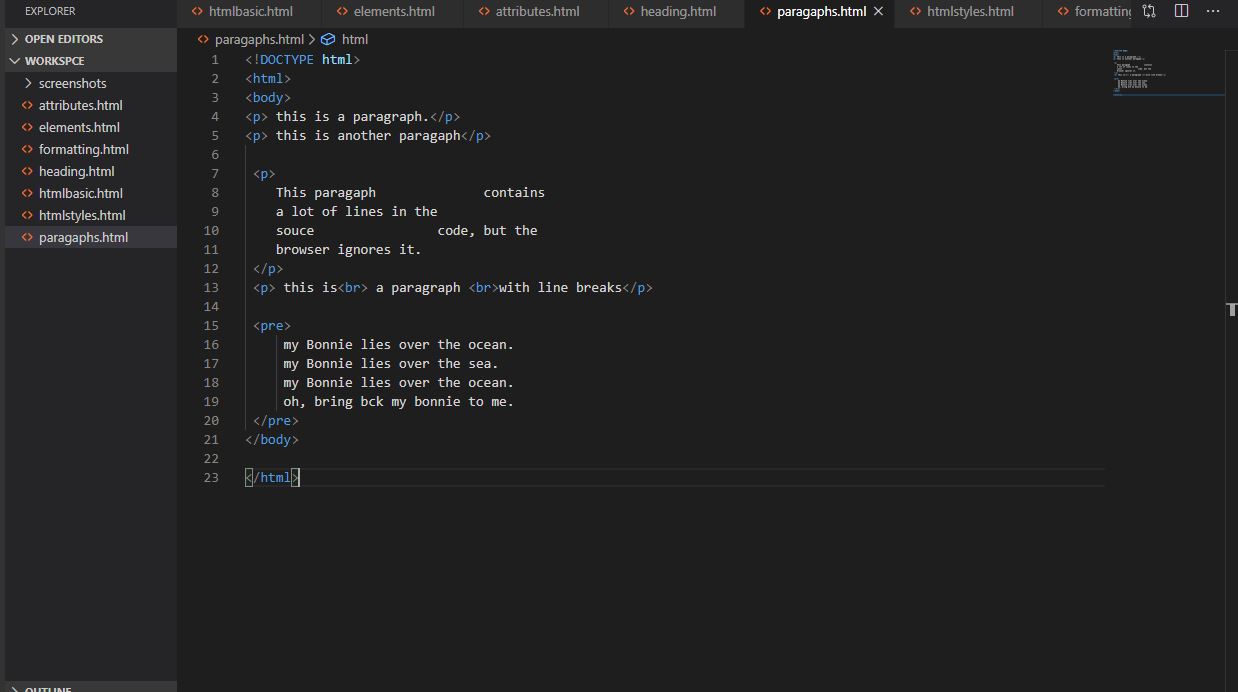 EXPLORER
OPEN EDITORS
WORKSPCE
screenshots
attributes.html
elements.html
formatting.html
heading.html
htmlbasic.html
htmlstyles.html
paragaphs.html
OUTLINE
htmlbasic.html elements.html attributes.html heading.html paragaphs.html htmlstyles.html formatting
paragaphs.html > html
1 <!DOCTYPE html>
2 <html>
3 <body>
4 <p> this is a paragraph.</p>
5 <p> this is another paragaph</p>
6
7 <p>
8 This paragaph contains
9 a lot of lines in the
10 souce code, but the
11 browser ignores it.
12 </p>
13 <p> this is<br> a paragraph <br>with line breaks</p>
14
15 <pre>
16 my Bonnie lies over the ocean.
17 my Bonnie lies over the sea.
18 my Bonnie lies over the ocean.
19 oh, bring bck my bonnie to me.
20 </pre>
21 </body>
22
23 </html>